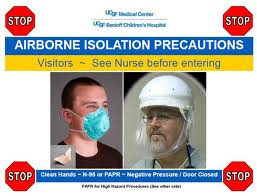 STOP
UCSF Medical Center
UCSF Benioff Children's Hospital
STOP
AIRBORNE ISOLATION PRECAUTIONS
Visitors ~ See Nurse before entering
STOP
Clean Hands ~ N-95 or PAPR ~ Negative Pressure / Door Closed
STOP
PAPR for High Hazard Procedures (See other side)